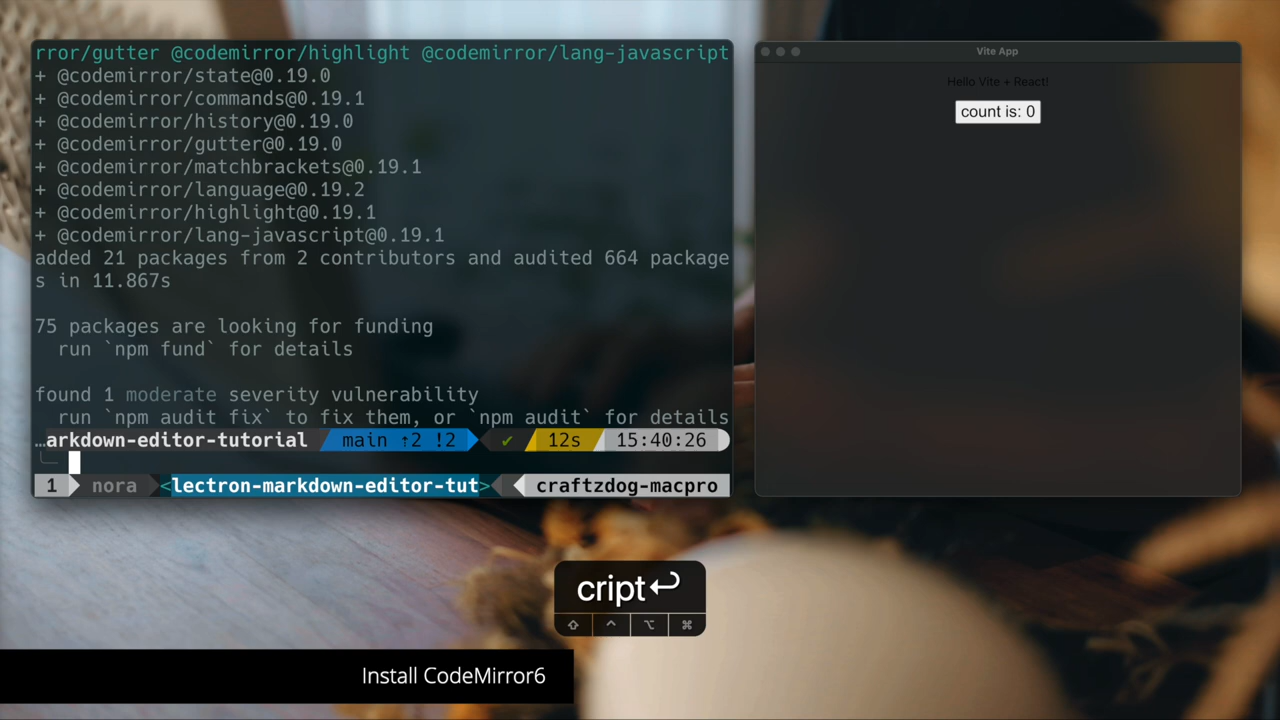 rror/gutter @codemirror/highlight @codemirror/lang-javascript
+ @codemirror/state@0.19.0
+ @codemirror/commands@0.19.1
+ @codemirror/history@0.19.0
+ @codemirror/gutter@0.19.0
+ @codemirror/matchbrackets@0.19.1
+ @codemirror/language@0.19.2
+ @codemirror/highlight@0.19.1
+ @codemirror/lang-javascript@0.19.1
added 21 packages from 2 contributors and audited 664 package
s in 11.867s
75 packages are looking for funding
run `npm fund` for details
found 1 moderate severity vulnerability
run `npm audit fix` to fix them, or `npm audit` for details
…arkdown-editor-tutorial main ⇡2 !2 ✔ 12s 15:40:26
1 nora <lectron-markdown-editor-tut> craftzdog-macpro
Vite App
Hello Vite + React!
count is: 0
cript↩
⇧ ^ ⌥ ⌘
Install CodeMirror6